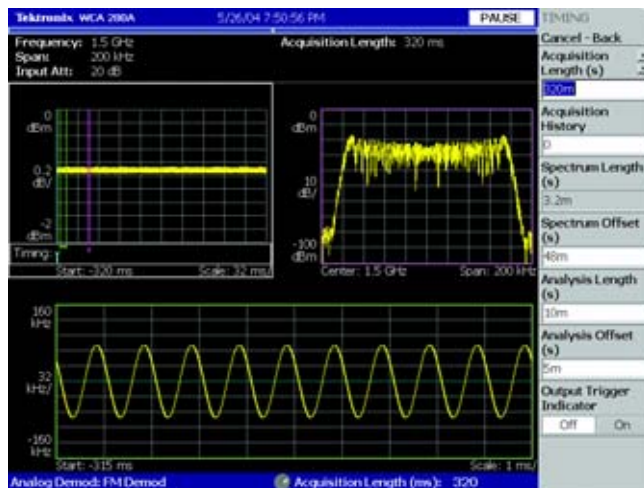 Tektronix WCA 280A 5/26/04 7:50:56 PM PAUSE
Frequency: 1.5 GHz
Span: 200 kHz
Input Att: 20 dB
Acquisition Length: 320 ms
0
dBm
0.2
dB/
-2
dBm
Timing:
Start: -320 ms Scale: 32 ms/
0
dBm
10
dB/
-100
dBm
Center: 1.5 GHz Span: 200 kHz
160
kHz
32
kHz/
-160
kHz
Start: -315 ms Scale: 1 ms/
Analog Demod: FM Demod Acquisition Length (ms): 320
TIMING
Cancel - Back
Acquisition
Length (s)
320m
Acquisition
History
0
Spectrum Length
(s)
3.2m
Spectrum Offset
(s)
48m
Analysis Length
(s)
10m
Analysis Offset
(s)
5m
Output Trigger
Indicator
Off On